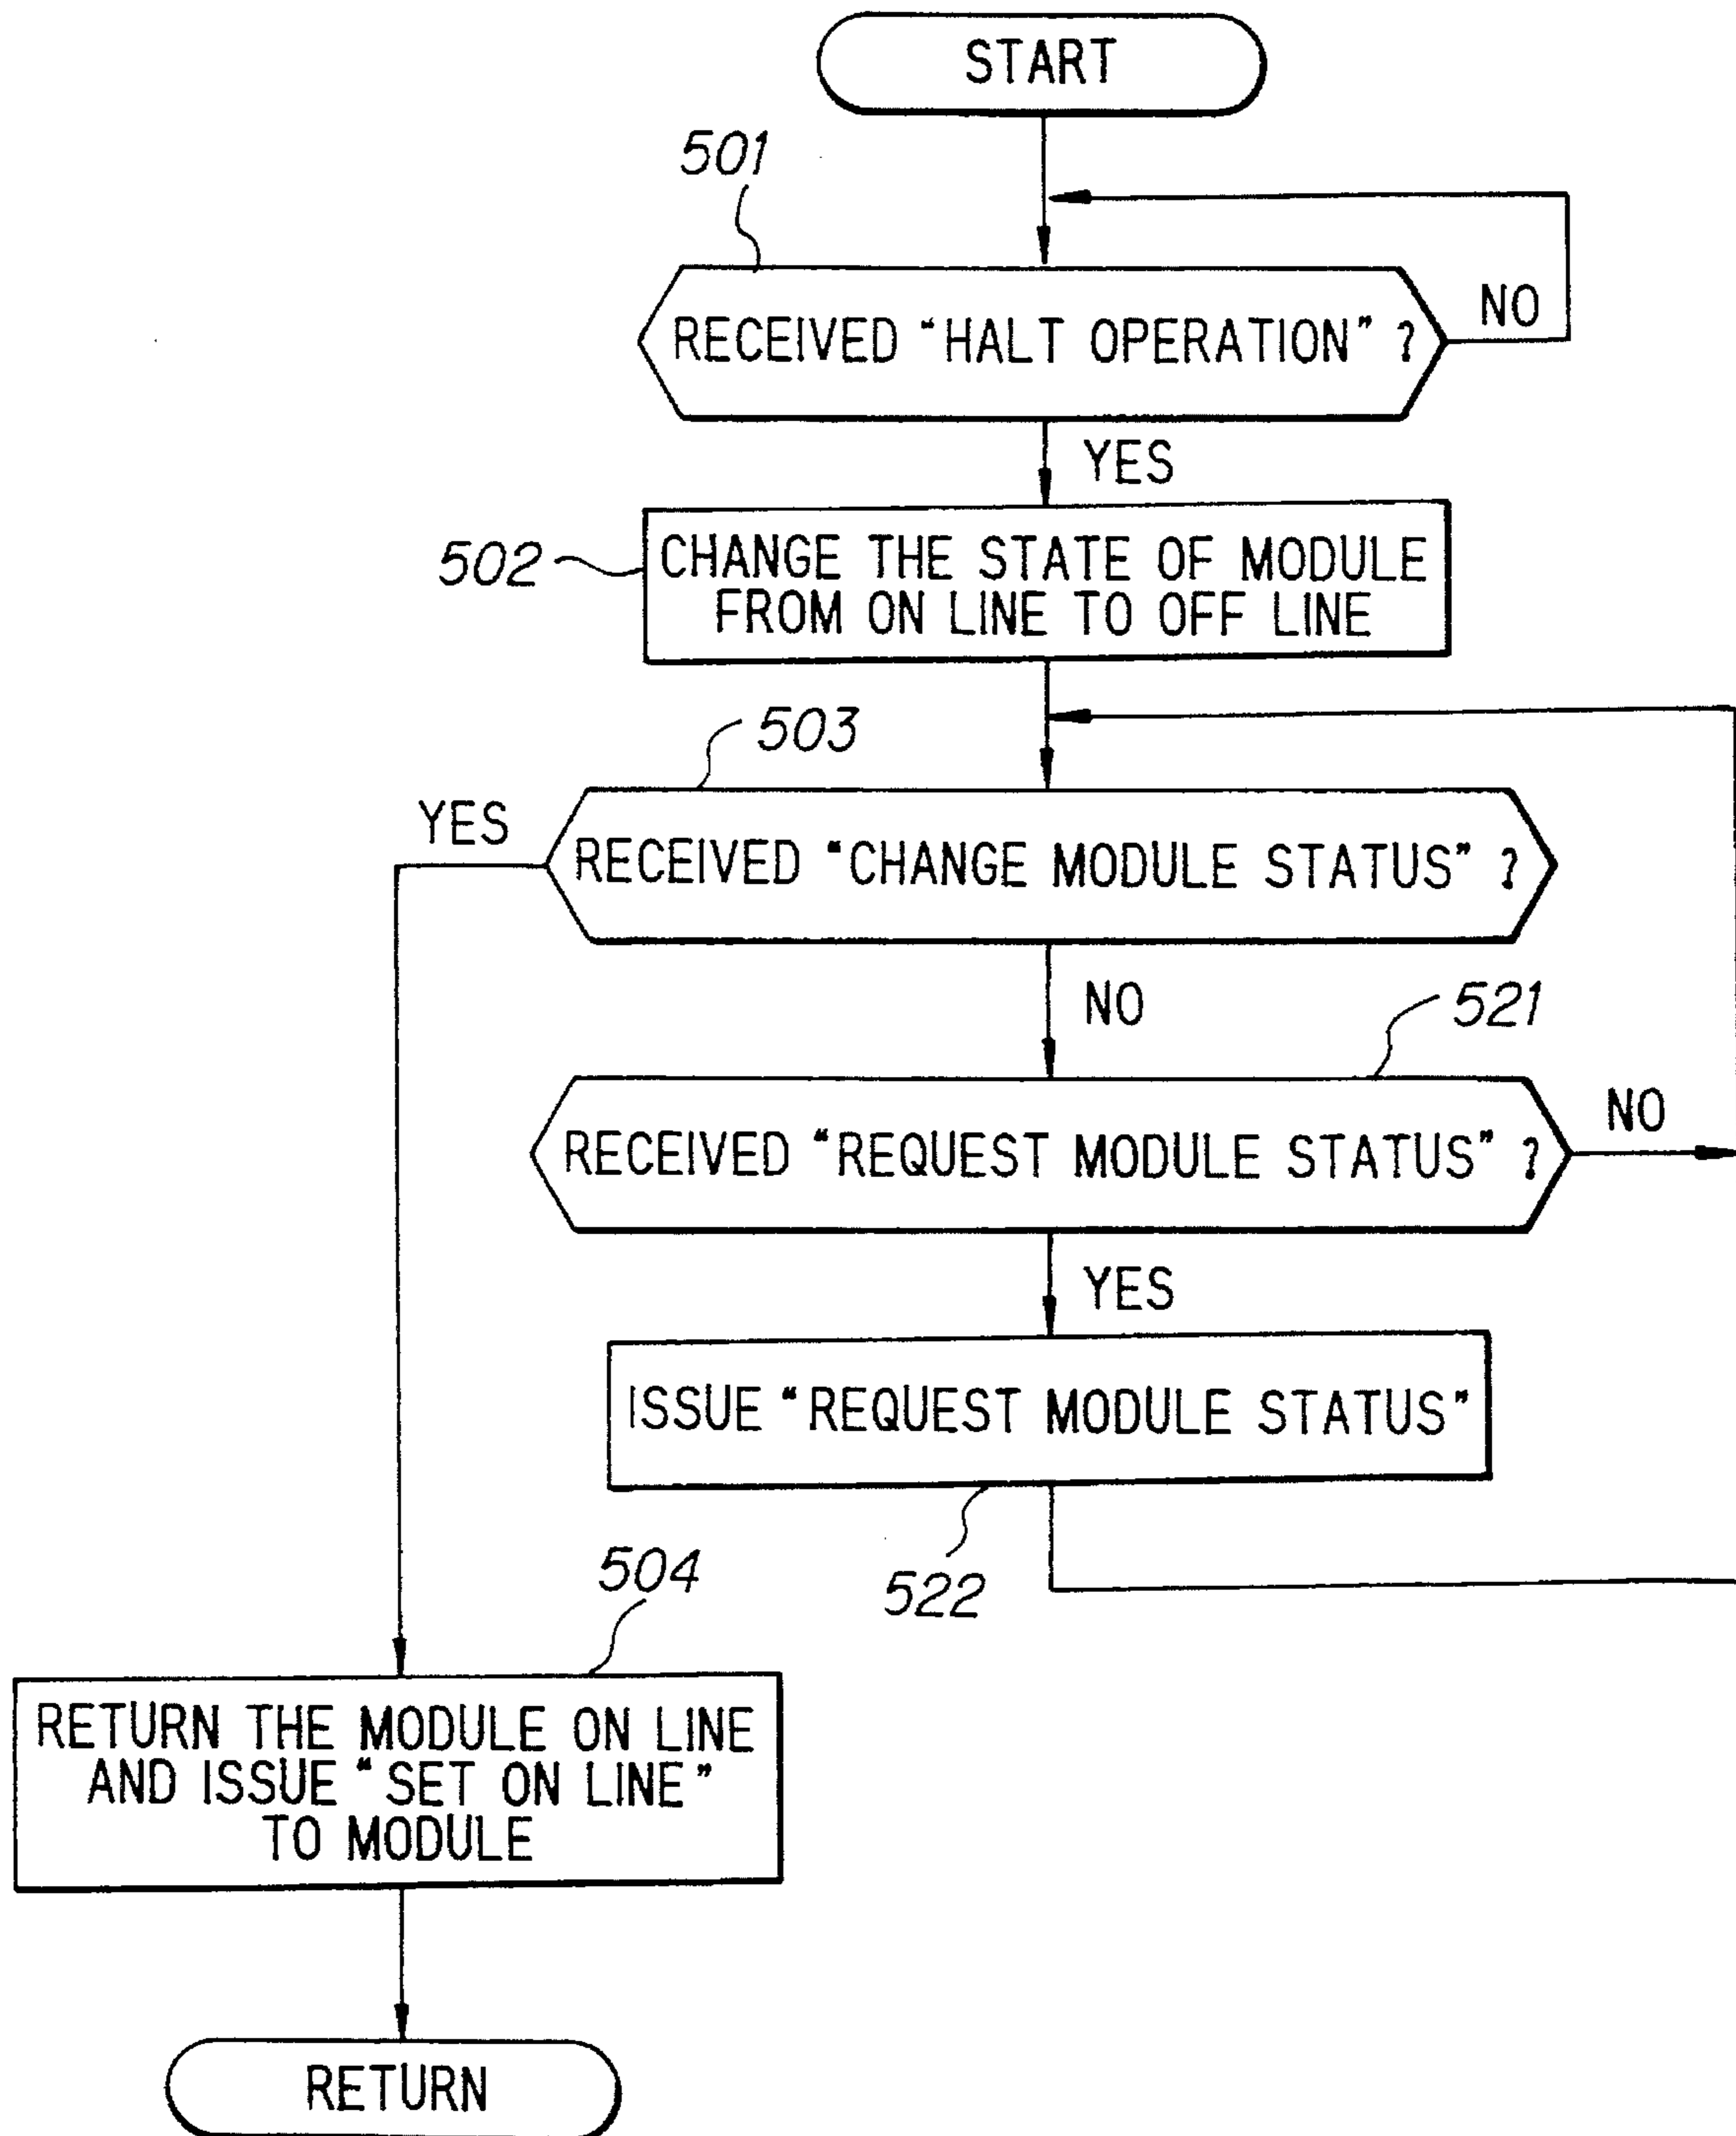 START
501
RECEIVED "HALT OPERATION" ?
NO
YES
502
CHANGE THE STATE OF MODULE
FROM ON LINE TO OFF LINE
503
YES
RECEIVED "CHANGE MODULE STATUS" ?
NO
521
RECEIVED "REQUEST MODULE STATUS" ?
NO
YES
ISSUE "REQUEST MODULE STATUS"
522
504
RETURN THE MODULE ON LINE
AND ISSUE "SET ON LINE"
TO MODULE
RETURN